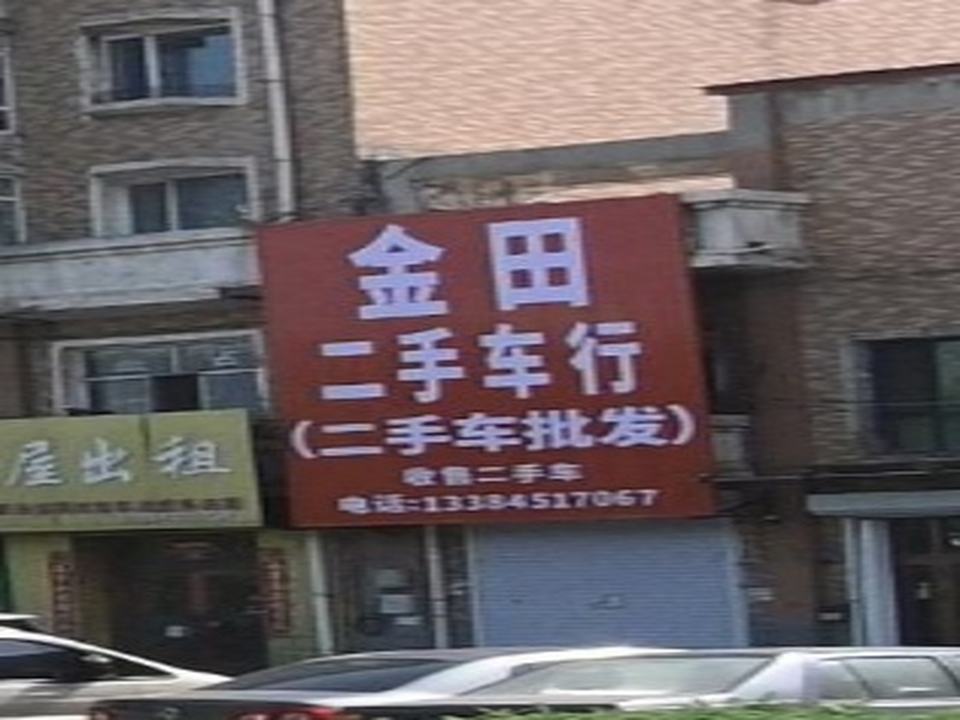 金田
二手车行
(二手车批发)
收售二手车
电话:13384517067
屋出租